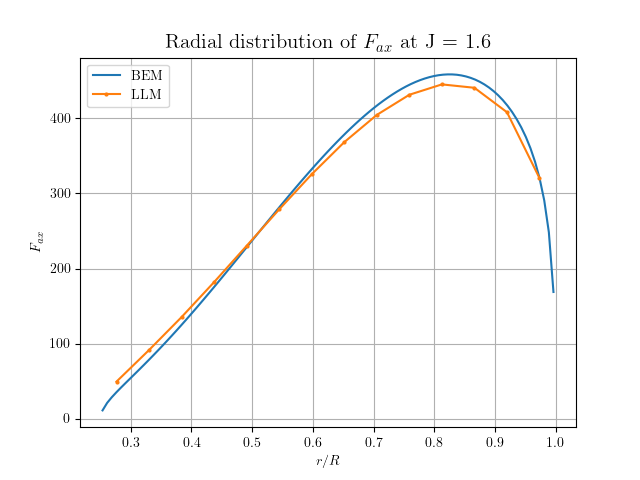 Radial distribution of $F_{ax}$ at J = 1.6
BEM
LLM
400
300
200
100
0
$F_{ax}$
0.3 0.4 0.5 0.6 0.7 0.8 0.9 1.0
r/R